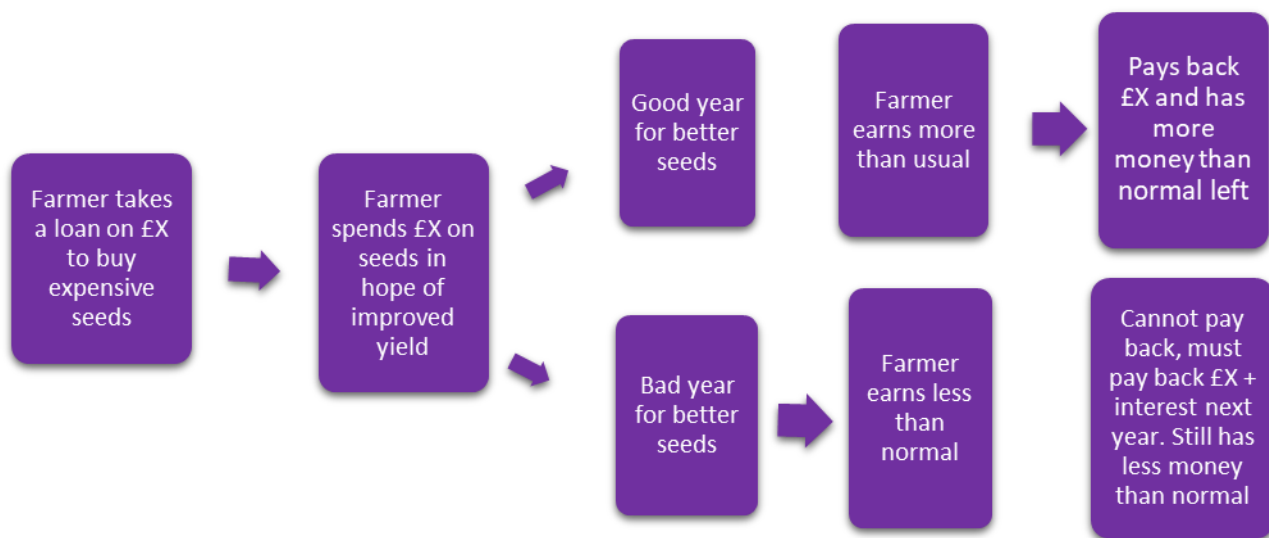 Farmer takes
a loan on £X
to buy
expensive
seeds
Farmer
spends £X on
seeds in
hope of
improved
yield
Good year
for better
seeds
Farmer
earns more
than usual
Pays back
£X and has
more
money than
normal left
Bad year
for better
seeds
Farmer
earns less
than
normal
Cannot pay
back, must
pay back £X +
interest next
year. Still has
less money
than normal